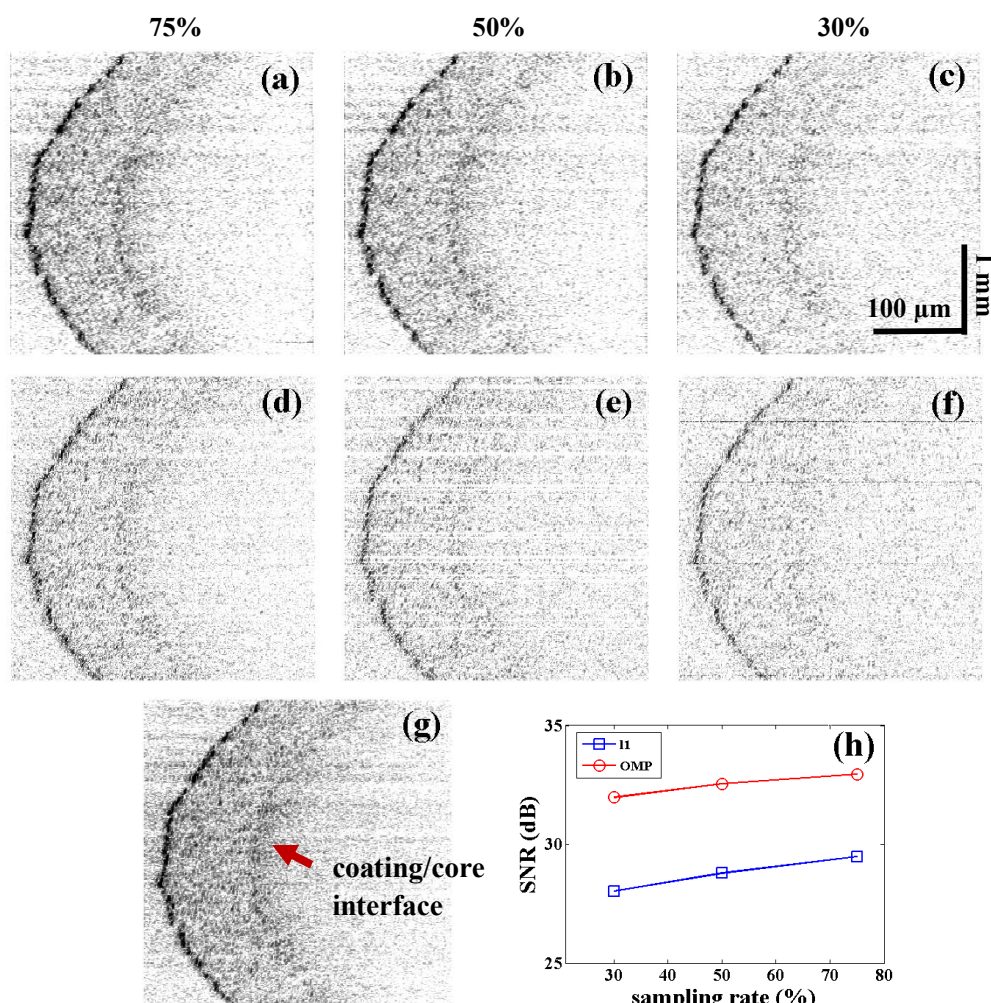 75% 50% 30%
(a) (b) (c)
1 mm
100 µm
(d) (e) (f)
(g)
coating/core
interface
(h)
35
30
25
SNR (dB)
l1
OMP
30 40 50 60 70 80
sampling rate (%)